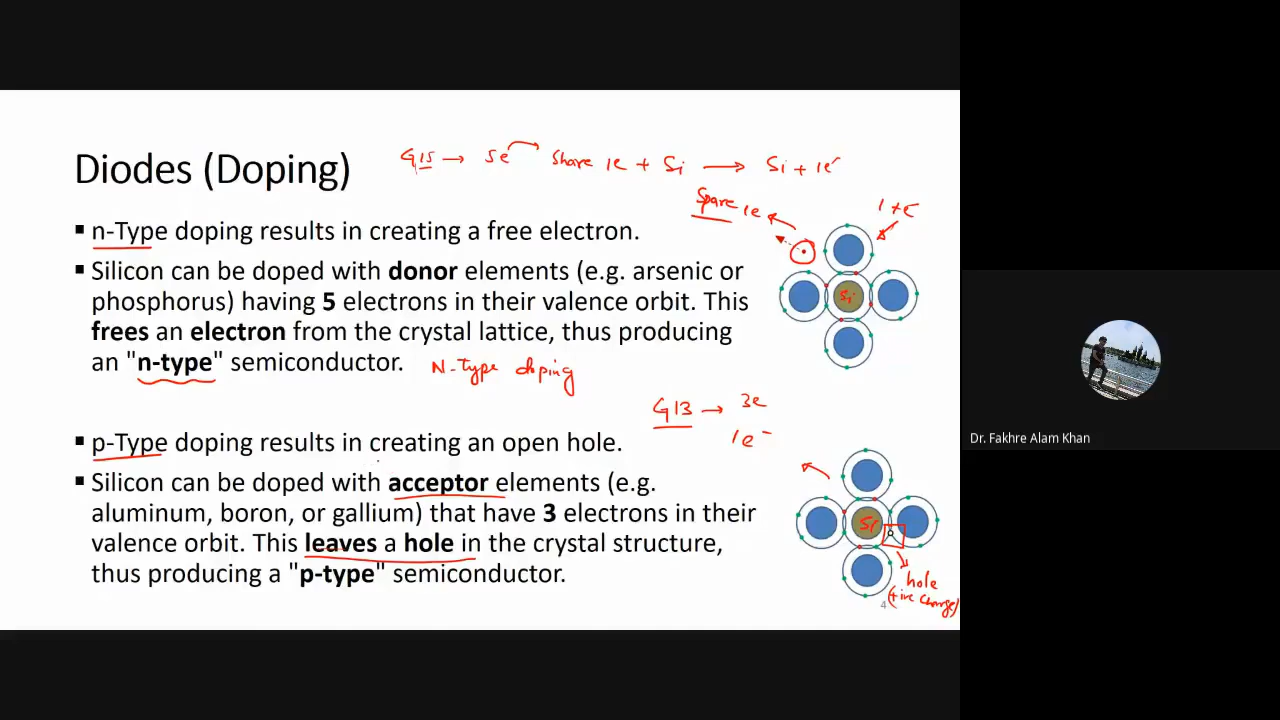 Diodes (Doping)
G15 → 5e → Share 1e + Si → Si + 1e⁻
Spare 1e
▪ n-Type doping results in creating a free electron.
▪ Silicon can be doped with donor elements (e.g. arsenic or
phosphorus) having 5 electrons in their valence orbit. This
frees an electron from the crystal lattice, thus producing
an "n-type" semiconductor.
N-type doping
Si
G13 → 3e
1e⁻
▪ p-Type doping results in creating an open hole.
▪ Silicon can be doped with acceptor elements (e.g.
aluminum, boron, or gallium) that have 3 electrons in their
valence orbit. This leaves a hole in the crystal structure,
thus producing a "p-type" semiconductor.
Si
hole
(+ive charge)
4
Dr. Fakhre Alam Khan